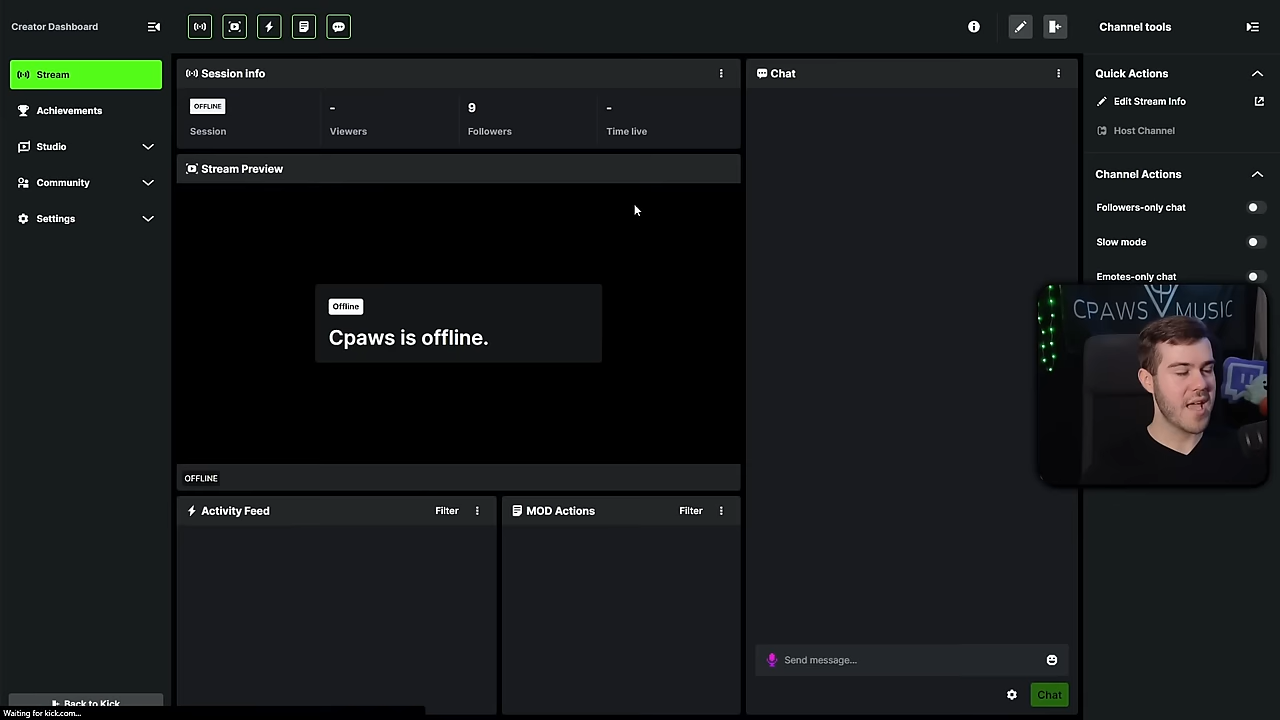 Creator Dashboard
Channel tools
Stream
Achievements
Studio
Community
Settings
Back to Kick
Waiting for kick.com...
Session info
OFFLINE
-
9
-
Session
Viewers
Followers
Time live
Stream Preview
Offline
Cpaws is offline.
OFFLINE
Activity Feed
Filter
MOD Actions
Filter
Chat
Send message...
Chat
Quick Actions
Edit Stream Info
Host Channel
Channel Actions
Followers-only chat
Slow mode
Emotes-only chat
CPAWS MUSIC